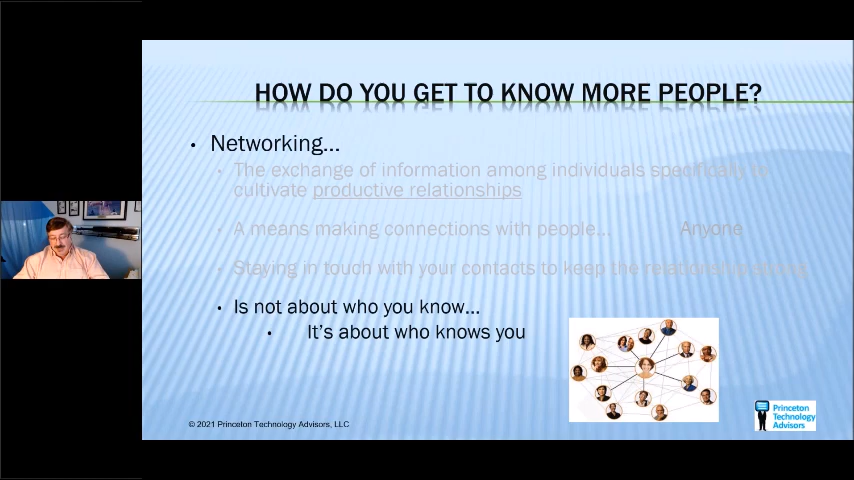 HOW DO YOU GET TO KNOW MORE PEOPLE?
• Networking...
• The exchange of information among individuals specifically to
cultivate productive relationships
• A means making connections with people... Anyone
• Staying in touch with your contacts to keep the relationship strong
• Is not about who you know...
• It's about who knows you
© 2021 Princeton Technology Advisors, LLC
Princeton
Technology
Advisors